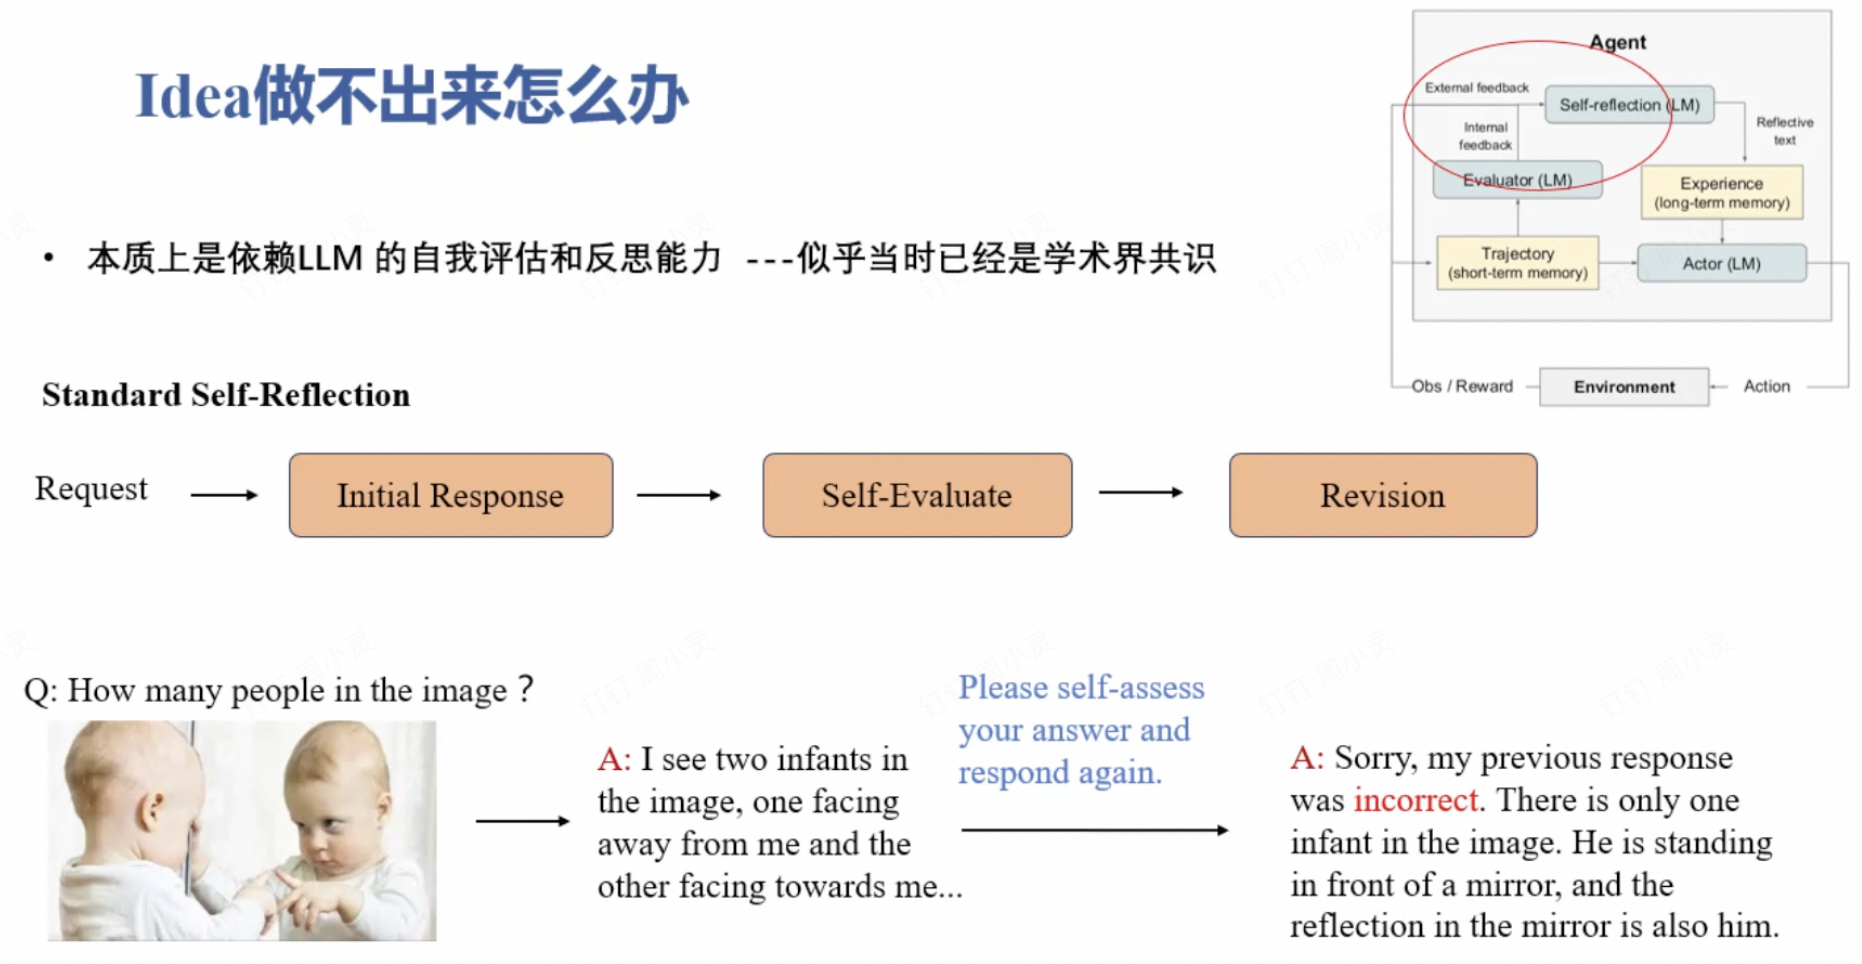 Idea做不出来怎么办
Agent
External feedback
Self-reflection (LM)
Internal
feedback
Reflective
text
Evaluator (LM)
Experience
(long-term memory)
Trajectory
(short-term memory)
Actor (LM)
Obs / Reward
Environment
Action
• 本质上是依赖LLM 的自我评估和反思能力 ---似乎当时已经是学术界共识
Standard Self-Reflection
Request
Initial Response
Self-Evaluate
Revision
Q: How many people in the image？
A: I see two infants in
the image, one facing
away from me and the
other facing towards me...
Please self-assess
your answer and
respond again.
A: Sorry, my previous response
was incorrect. There is only one
infant in the image. He is standing
in front of a mirror, and the
reflection in the mirror is also him.
钉钉 周小灵